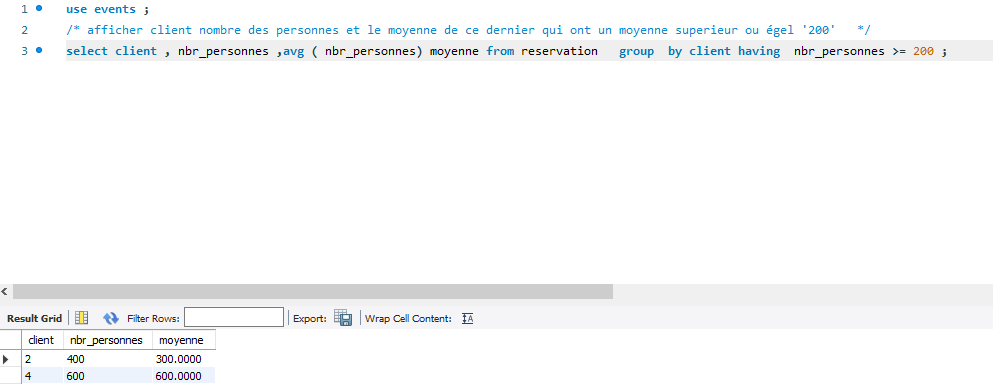 1 use events ;
2 /* afficher client nombre des personnes et le moyenne de ce dernier qui ont un moyenne superieur ou égel '200' */
3 select client , nbr_personnes ,avg ( nbr_personnes) moyenne from reservation group by client having nbr_personnes >= 200 ;
Result Grid Filter Rows: Export: Wrap Cell Content:
client nbr_personnes moyenne
2 400 300.0000
4 600 600.0000